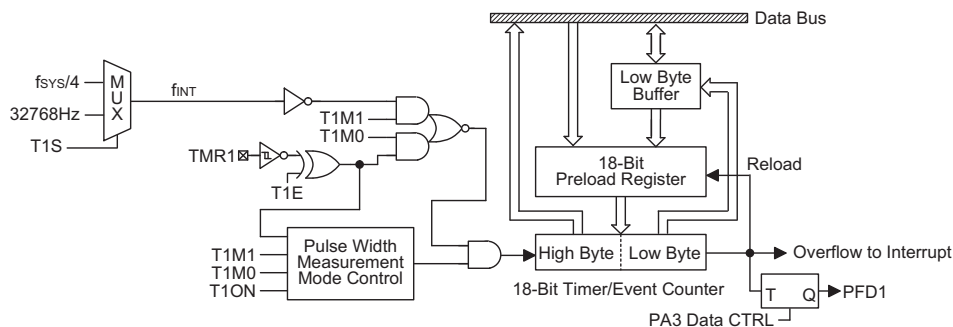 Data Bus
fSYS/4
32768Hz
T1S
MUX
fINT
T1M1
T1M0
TMR1
T1E
Low Byte
Buffer
18-Bit
Preload Register
Reload
T1M1
T1M0
T1ON
Pulse Width
Measurement
Mode Control
High Byte
Low Byte
Overflow to Interrupt
18-Bit Timer/Event Counter
T
Q
PFD1
PA3 Data CTRL